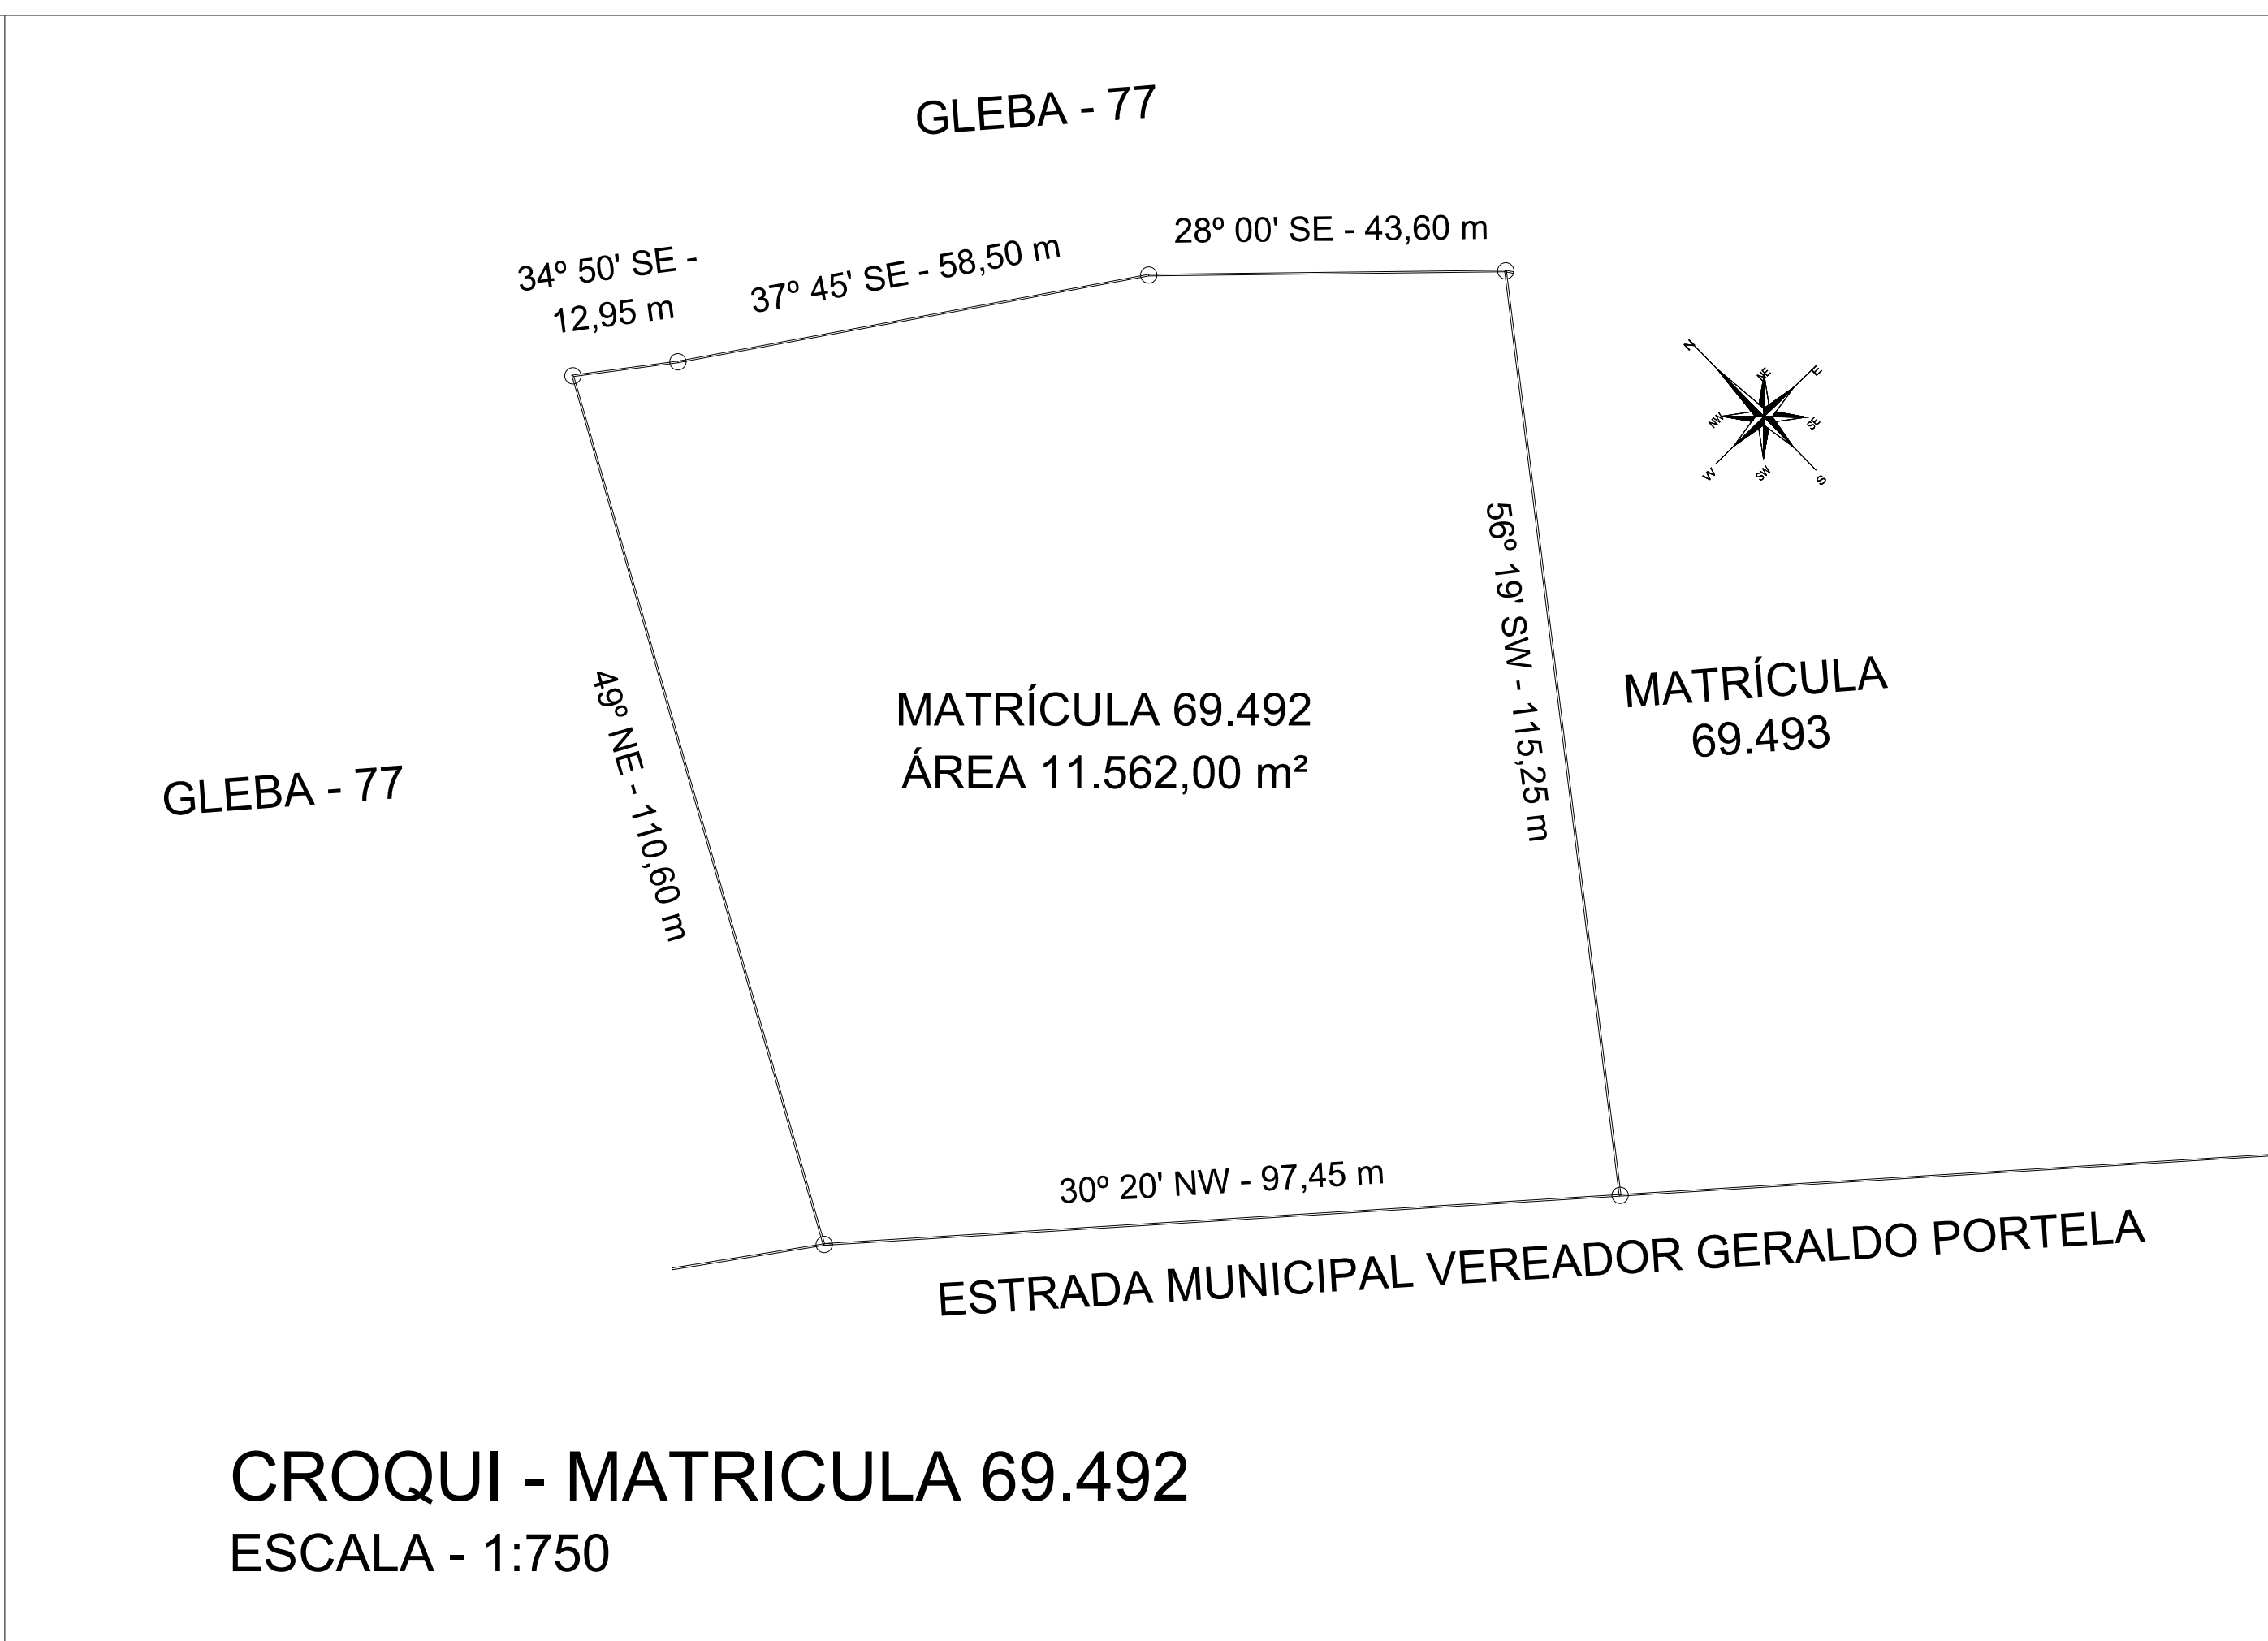 GLEBA - 77
34º 50' SE -
12,95 m
37º 45' SE - 58,50 m
28º 00' SE - 43,60 m
N
NE
E
NW
SE
W
SW
S
56º 19' SW - 115,25 m
49º NE - 110,60 m
MATRÍCULA 69.492
ÁREA 11.562,00 m²
MATRÍCULA
69.493
GLEBA - 77
30º 20' NW - 97,45 m
ESTRADA MUNICIPAL VEREADOR GERALDO PORTELA
CROQUI - MATRICULA 69.492
ESCALA - 1:750